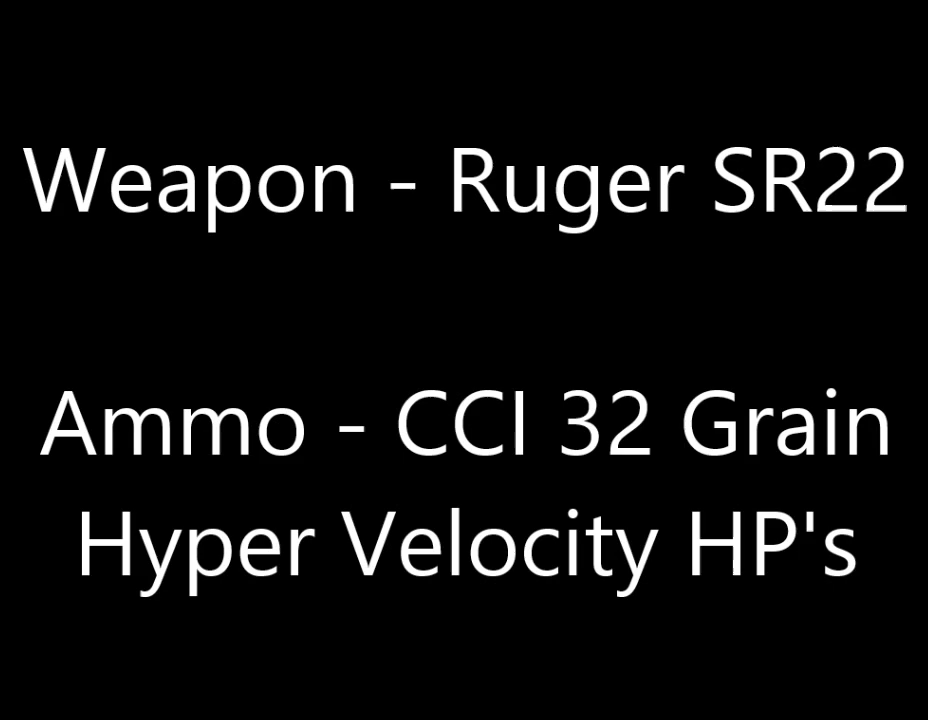 Weapon - Ruger SR22
Ammo - CCI 32 Grain
Hyper Velocity HP's